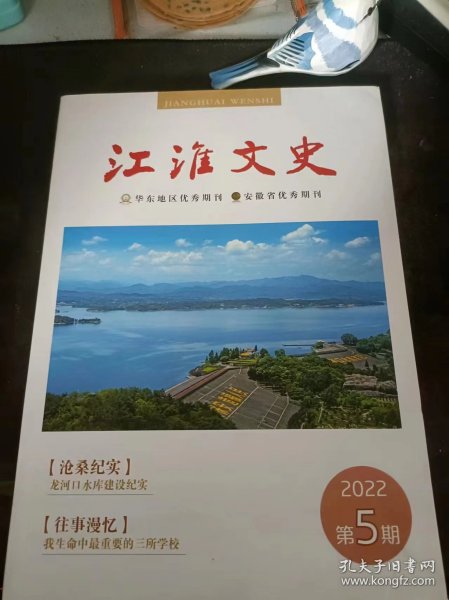 JIANGHUAI WENSHI
江淮文史
华东地区优秀期刊 安徽省优秀期刊
【沧桑纪实】
龙河口水库建设纪实
【往事漫忆】
我生命中最重要的三所学校
2022
第5期
孔夫子旧书网
www.kongfz.com